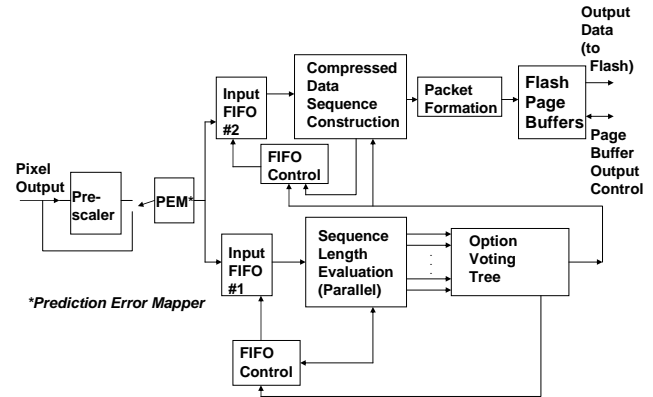 Output
Data
(to
Flash)
Compressed
Data
Sequence
Construction
Input
FIFO
#2
Packet
Formation
Flash
Page
Buffers
Page
Buffer
Output
Control
FIFO
Control
Pixel
Output
Pre-
scaler
PEM*
Input
FIFO
#1
Sequence
Length
Evaluation
(Parallel)
Option
Voting
Tree
*Prediction Error Mapper
FIFO
Control